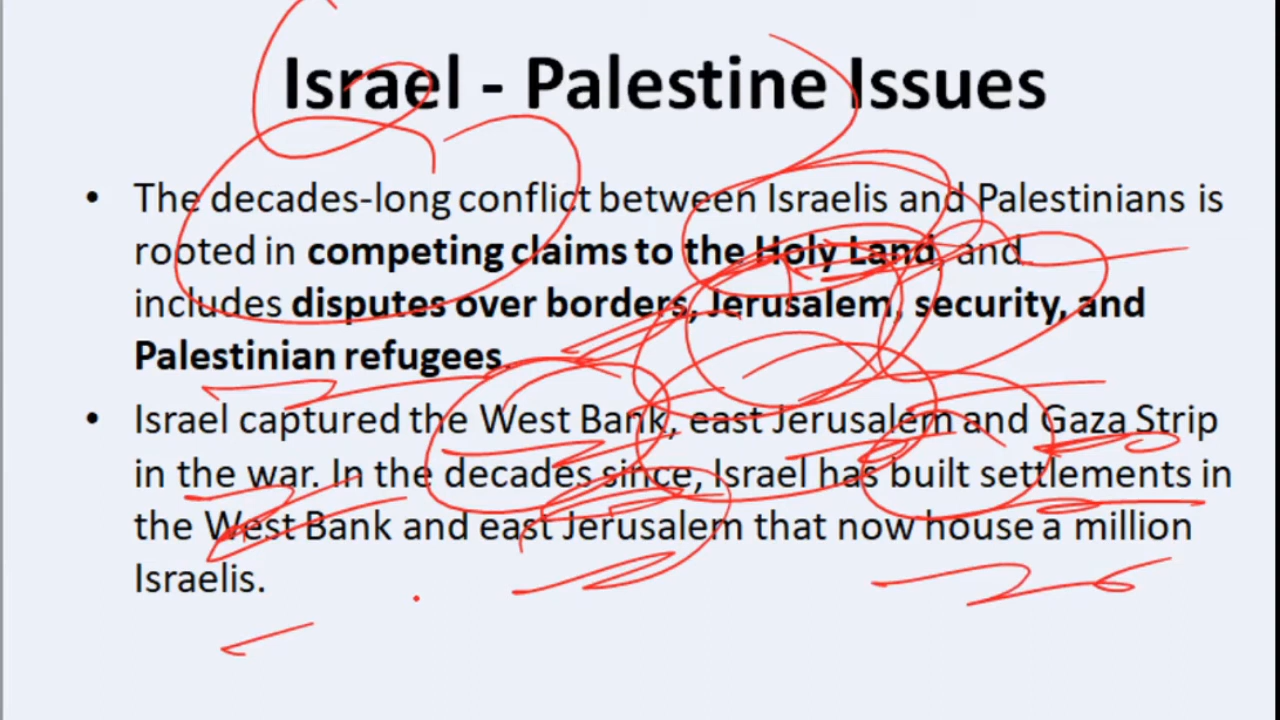 Israel - Palestine Issues
• The decades-long conflict between Israelis and Palestinians is
rooted in competing claims to the Holy Land, and
includes disputes over borders, Jerusalem, security, and
Palestinian refugees.
• Israel captured the West Bank, east Jerusalem and Gaza Strip
in the war. In the decades since, Israel has built settlements in
the West Bank and east Jerusalem that now house a million
Israelis.